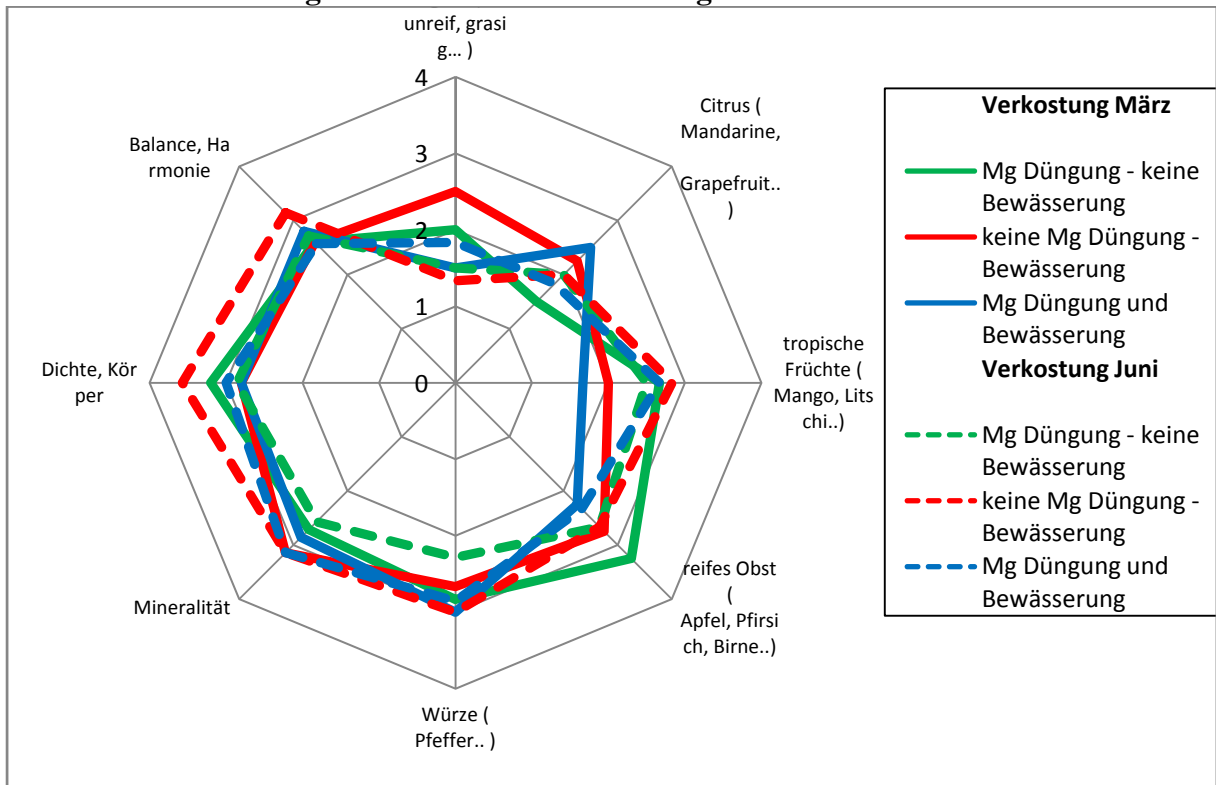 unreif, grasi
g... )
4
3
2
1
0
Citrus (
Mandarine,
Grapefruit..
)
tropische
Früchte (
Mango, Lits
chi..)
reifes Obst
(
Apfel, Pfirsi
ch, Birne..)
Würze (
Pfeffer.. )
Mineralität
Dichte, Kör
per
Balance, Ha
rmonie
Verkostung März
Mg Düngung - keine
Bewässerung
keine Mg Düngung -
Bewässerung
Mg Düngung und
Bewässerung
Verkostung Juni
Mg Düngung - keine
Bewässerung
keine Mg Düngung -
Bewässerung
Mg Düngung und
Bewässerung